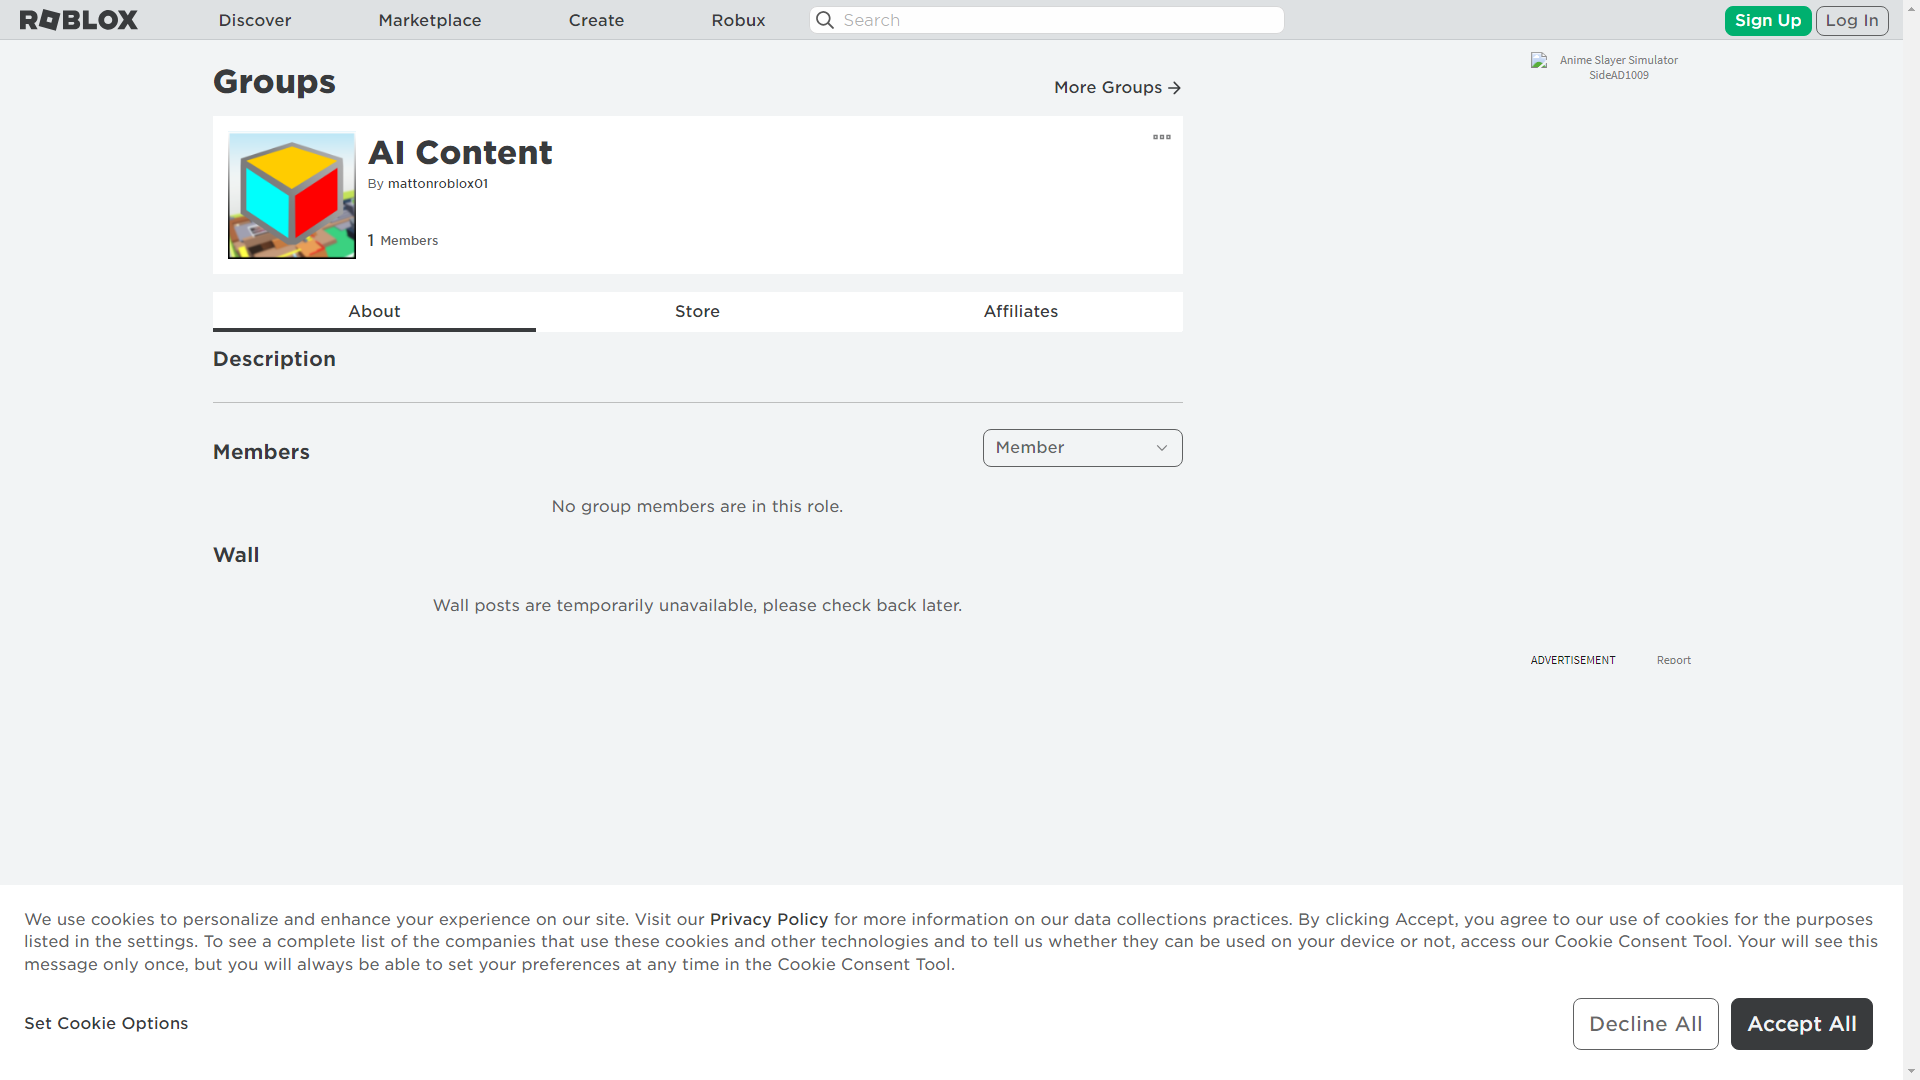 ROBLOX Discover Marketplace Create Robux Search Sign Up Log In
Groups
More Groups
AI Content
By mattonroblox01
1 Members
About Store Affiliates
Description
Members
Member
No group members are in this role.
Wall
Wall posts are temporarily unavailable, please check back later.
Anime Slayer Simulator
SideAD1009
ADVERTISEMENT Report
We use cookies to personalize and enhance your experience on our site. Visit our Privacy Policy for more information on our data collections practices. By clicking Accept, you agree to our use of cookies for the purposes
listed in the settings. To see a complete list of the companies that use these cookies and other technologies and to tell us whether they can be used on your device or not, access our Cookie Consent Tool. Your will see this
message only once, but you will always be able to set your preferences at any time in the Cookie Consent Tool.
Set Cookie Options
Decline All
Accept All